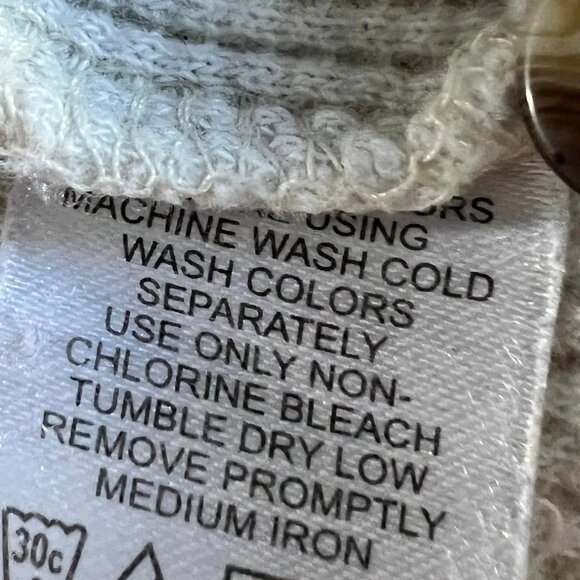 USING
MACHINE WASH COLD
WASH COLORS
SEPARATELY
USE ONLY NON-
CHLORINE BLEACH
TUMBLE DRY LOW
REMOVE PROMPTLY
MEDIUM IRON
30c